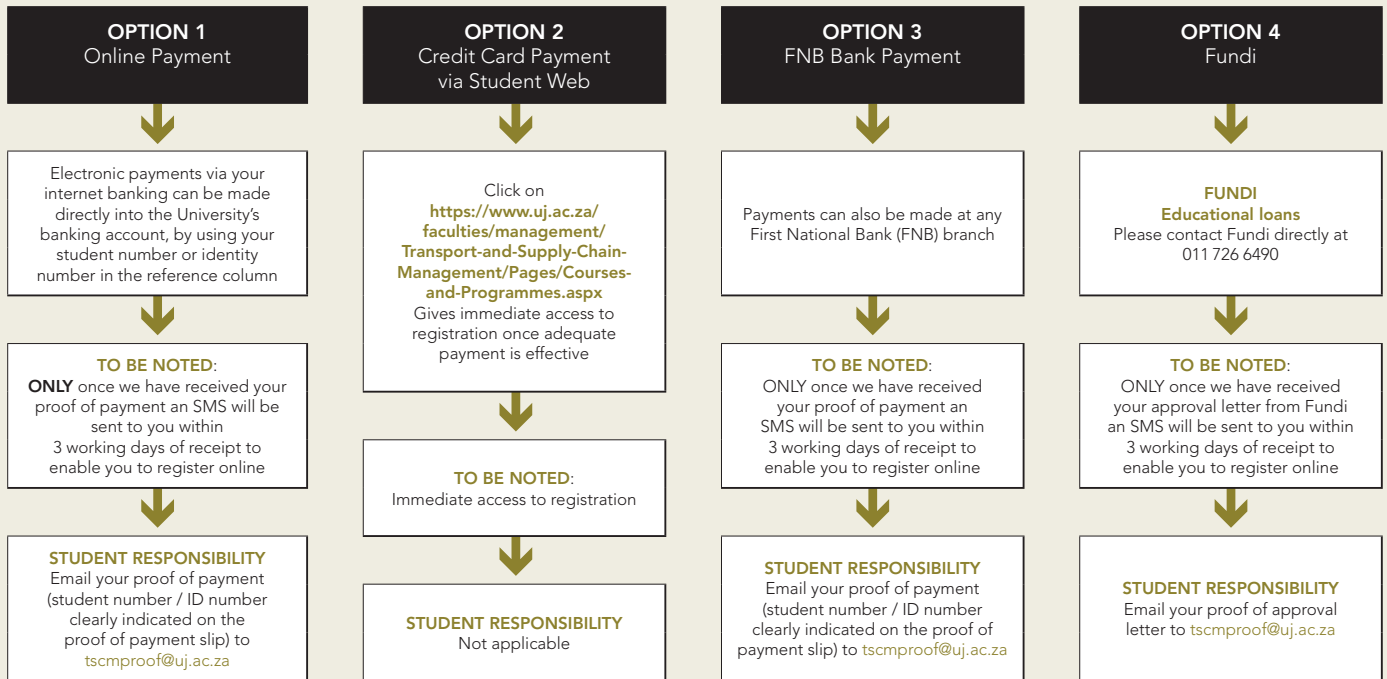 OPTION 1
Online Payment
Electronic payments via your
internet banking can be made
directly into the University's
banking account, by using your
student number or identity
number in the reference column
TO BE NOTED:
ONLY once we have received your
proof of payment an SMS will be
sent to you within
3 working days of receipt to
enable you to register online
STUDENT RESPONSIBILITY
Email your proof of payment
(student number / ID number
clearly indicated on the
proof of payment slip) to
tscmproof@uj.ac.za
OPTION 2
Credit Card Payment
via Student Web
Click on
https://www.uj.ac.za/
faculties/management/
Transport-and-Supply-Chain-
Management/Pages/Courses-
and-Programmes.aspx
Gives immediate access to
registration once adequate
payment is effective
TO BE NOTED:
Immediate access to registration
STUDENT RESPONSIBILITY
Not applicable
OPTION 3
FNB Bank Payment
Payments can also be made at any
First National Bank (FNB) branch
TO BE NOTED:
ONLY once we have received
your proof of payment an
SMS will be sent to you within
3 working days of receipt to
enable you to register online
STUDENT RESPONSIBILITY
Email your proof of payment
(student number / ID number
clearly indicated on the proof of
payment slip) to tscmproof@uj.ac.za
OPTION 4
Fundi
FUNDI
Educational loans
Please contact Fundi directly at
011 726 6490
TO BE NOTED:
ONLY once we have received
your approval letter from Fundi
an SMS will be sent to you within
3 working days of receipt to
enable you to register online
STUDENT RESPONSIBILITY
Email your proof of approval
letter to tscmproof@uj.ac.za